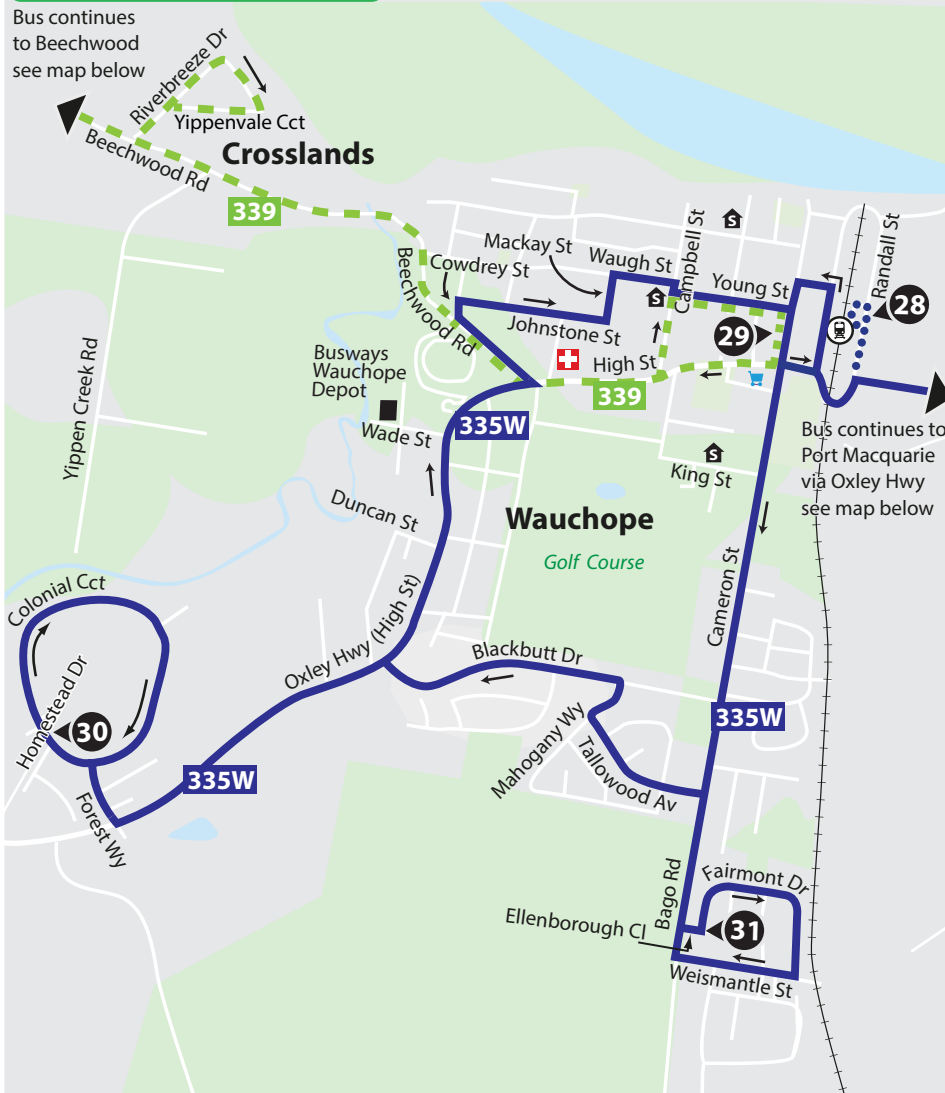 Bus continues
to Beechwood
see map below
Riverbreeze Dr
Yippenvale Cct
Crosslands
Beechwood Rd
339
Randall St
Campbell St
S
Mackay St
Waugh St
Cowdrey St
Young St
Beechwood Rd
S
28
Johnstone St
29
High St
339
Busways
Wauchope
Depot
335W
Wade St
S
King St
Bus continues to
Port Macquarie
via Oxley Hwy
see map below
Yippen Creek Rd
Duncan St
Wauchope
Golf Course
Cameron St
Colonial Cct
Oxley Hwy (High St)
Blackbutt Dr
Homestead Dr
30
335W
Mahogany Wy
Tallowood Av
335W
Forest Wy
Bago Rd
Fairmont Dr
Ellenborough Cl
31
Weismantle St